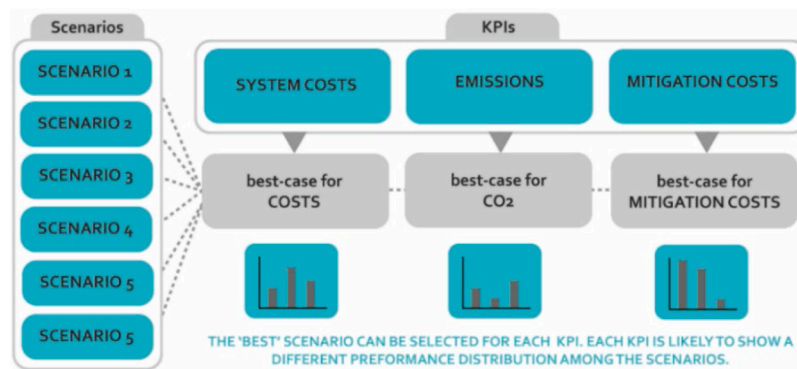 Scenarios
SCENARIO 1
SCENARIO 2
SCENARIO 3
SCENARIO 4
SCENARIO 5
SCENARIO 5
KPIs
SYSTEM COSTS
EMISSIONS
MITIGATION COSTS
best-case for
COSTS
best-case for
CO2
best-case for
MITIGATION COSTS
THE 'BEST' SCENARIO CAN BE SELECTED FOR EACH KPI. EACH KPI IS LIKELY TO SHOW A
DIFFERENT PREFORMANCE DISTRIBUTION AMONG THE SCENARIOS.